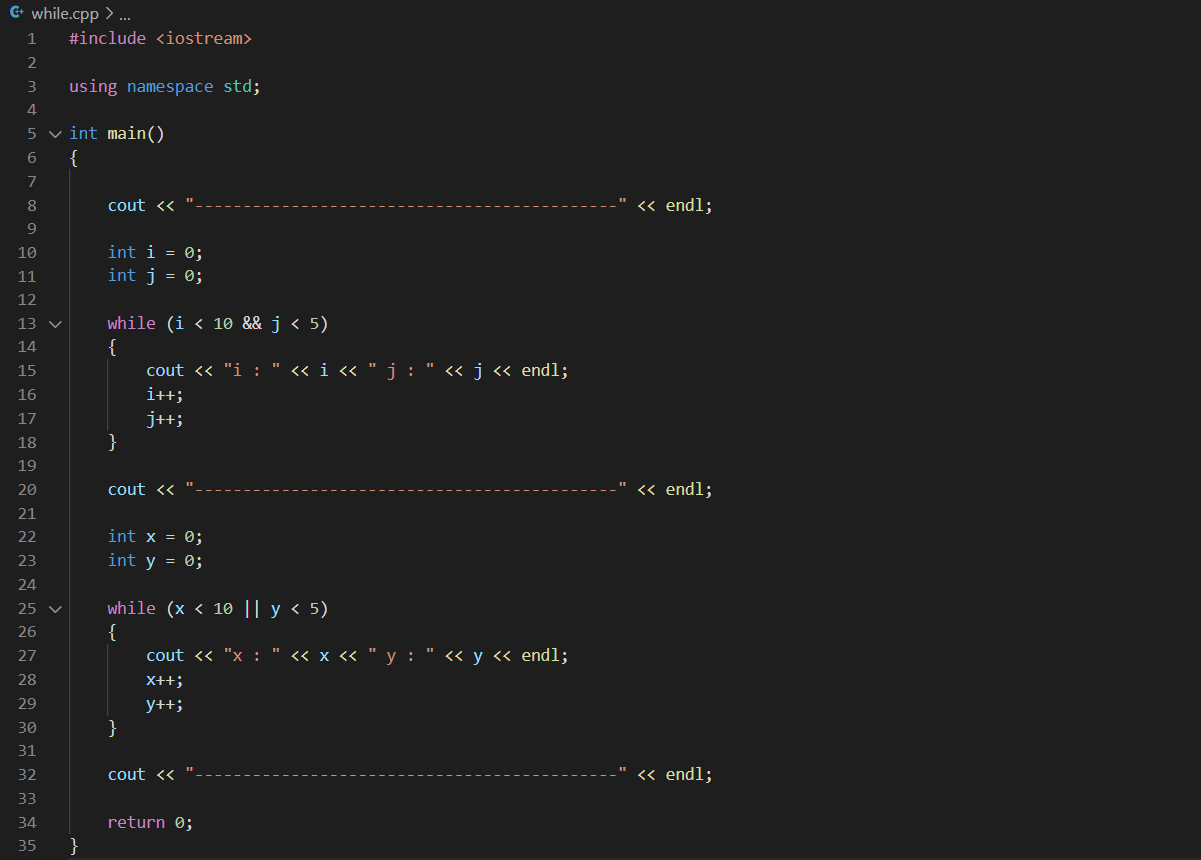 while.cpp > ...
1 #include <iostream>
2
3 using namespace std;
4
5 int main()
6 {
7
8     cout << "--------------------------------------------" << endl;
9
10     int i = 0;
11     int j = 0;
12
13     while (i < 10 && j < 5)
14     {
15         cout << "i : " << i << " j : " << j << endl;
16         i++;
17         j++;
18     }
19
20     cout << "--------------------------------------------" << endl;
21
22     int x = 0;
23     int y = 0;
24
25     while (x < 10 || y < 5)
26     {
27         cout << "x : " << x << " y : " << y << endl;
28         x++;
29         y++;
30     }
31
32     cout << "--------------------------------------------" << endl;
33
34     return 0;
35 }